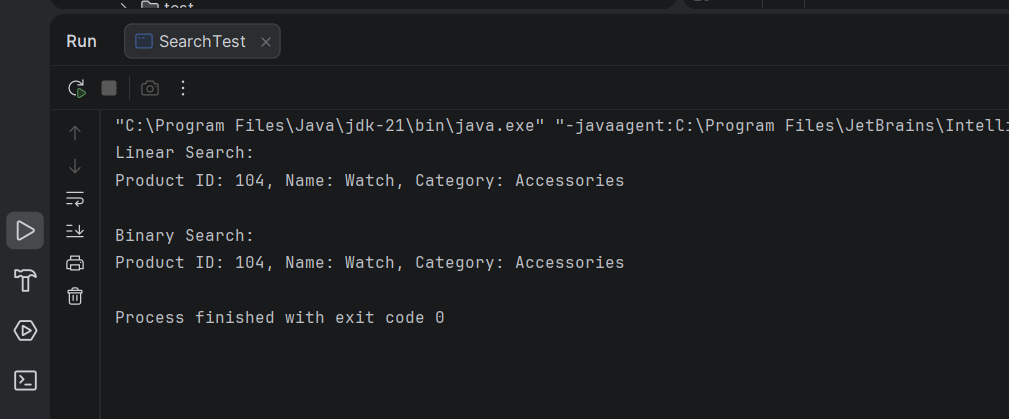 test
Run SearchTest
"C:\Program Files\Java\jdk-21\bin\java.exe" "-javaagent:C:\Program Files\JetBrains\Intelli
Linear Search:
Product ID: 104, Name: Watch, Category: Accessories
Binary Search:
Product ID: 104, Name: Watch, Category: Accessories
Process finished with exit code 0